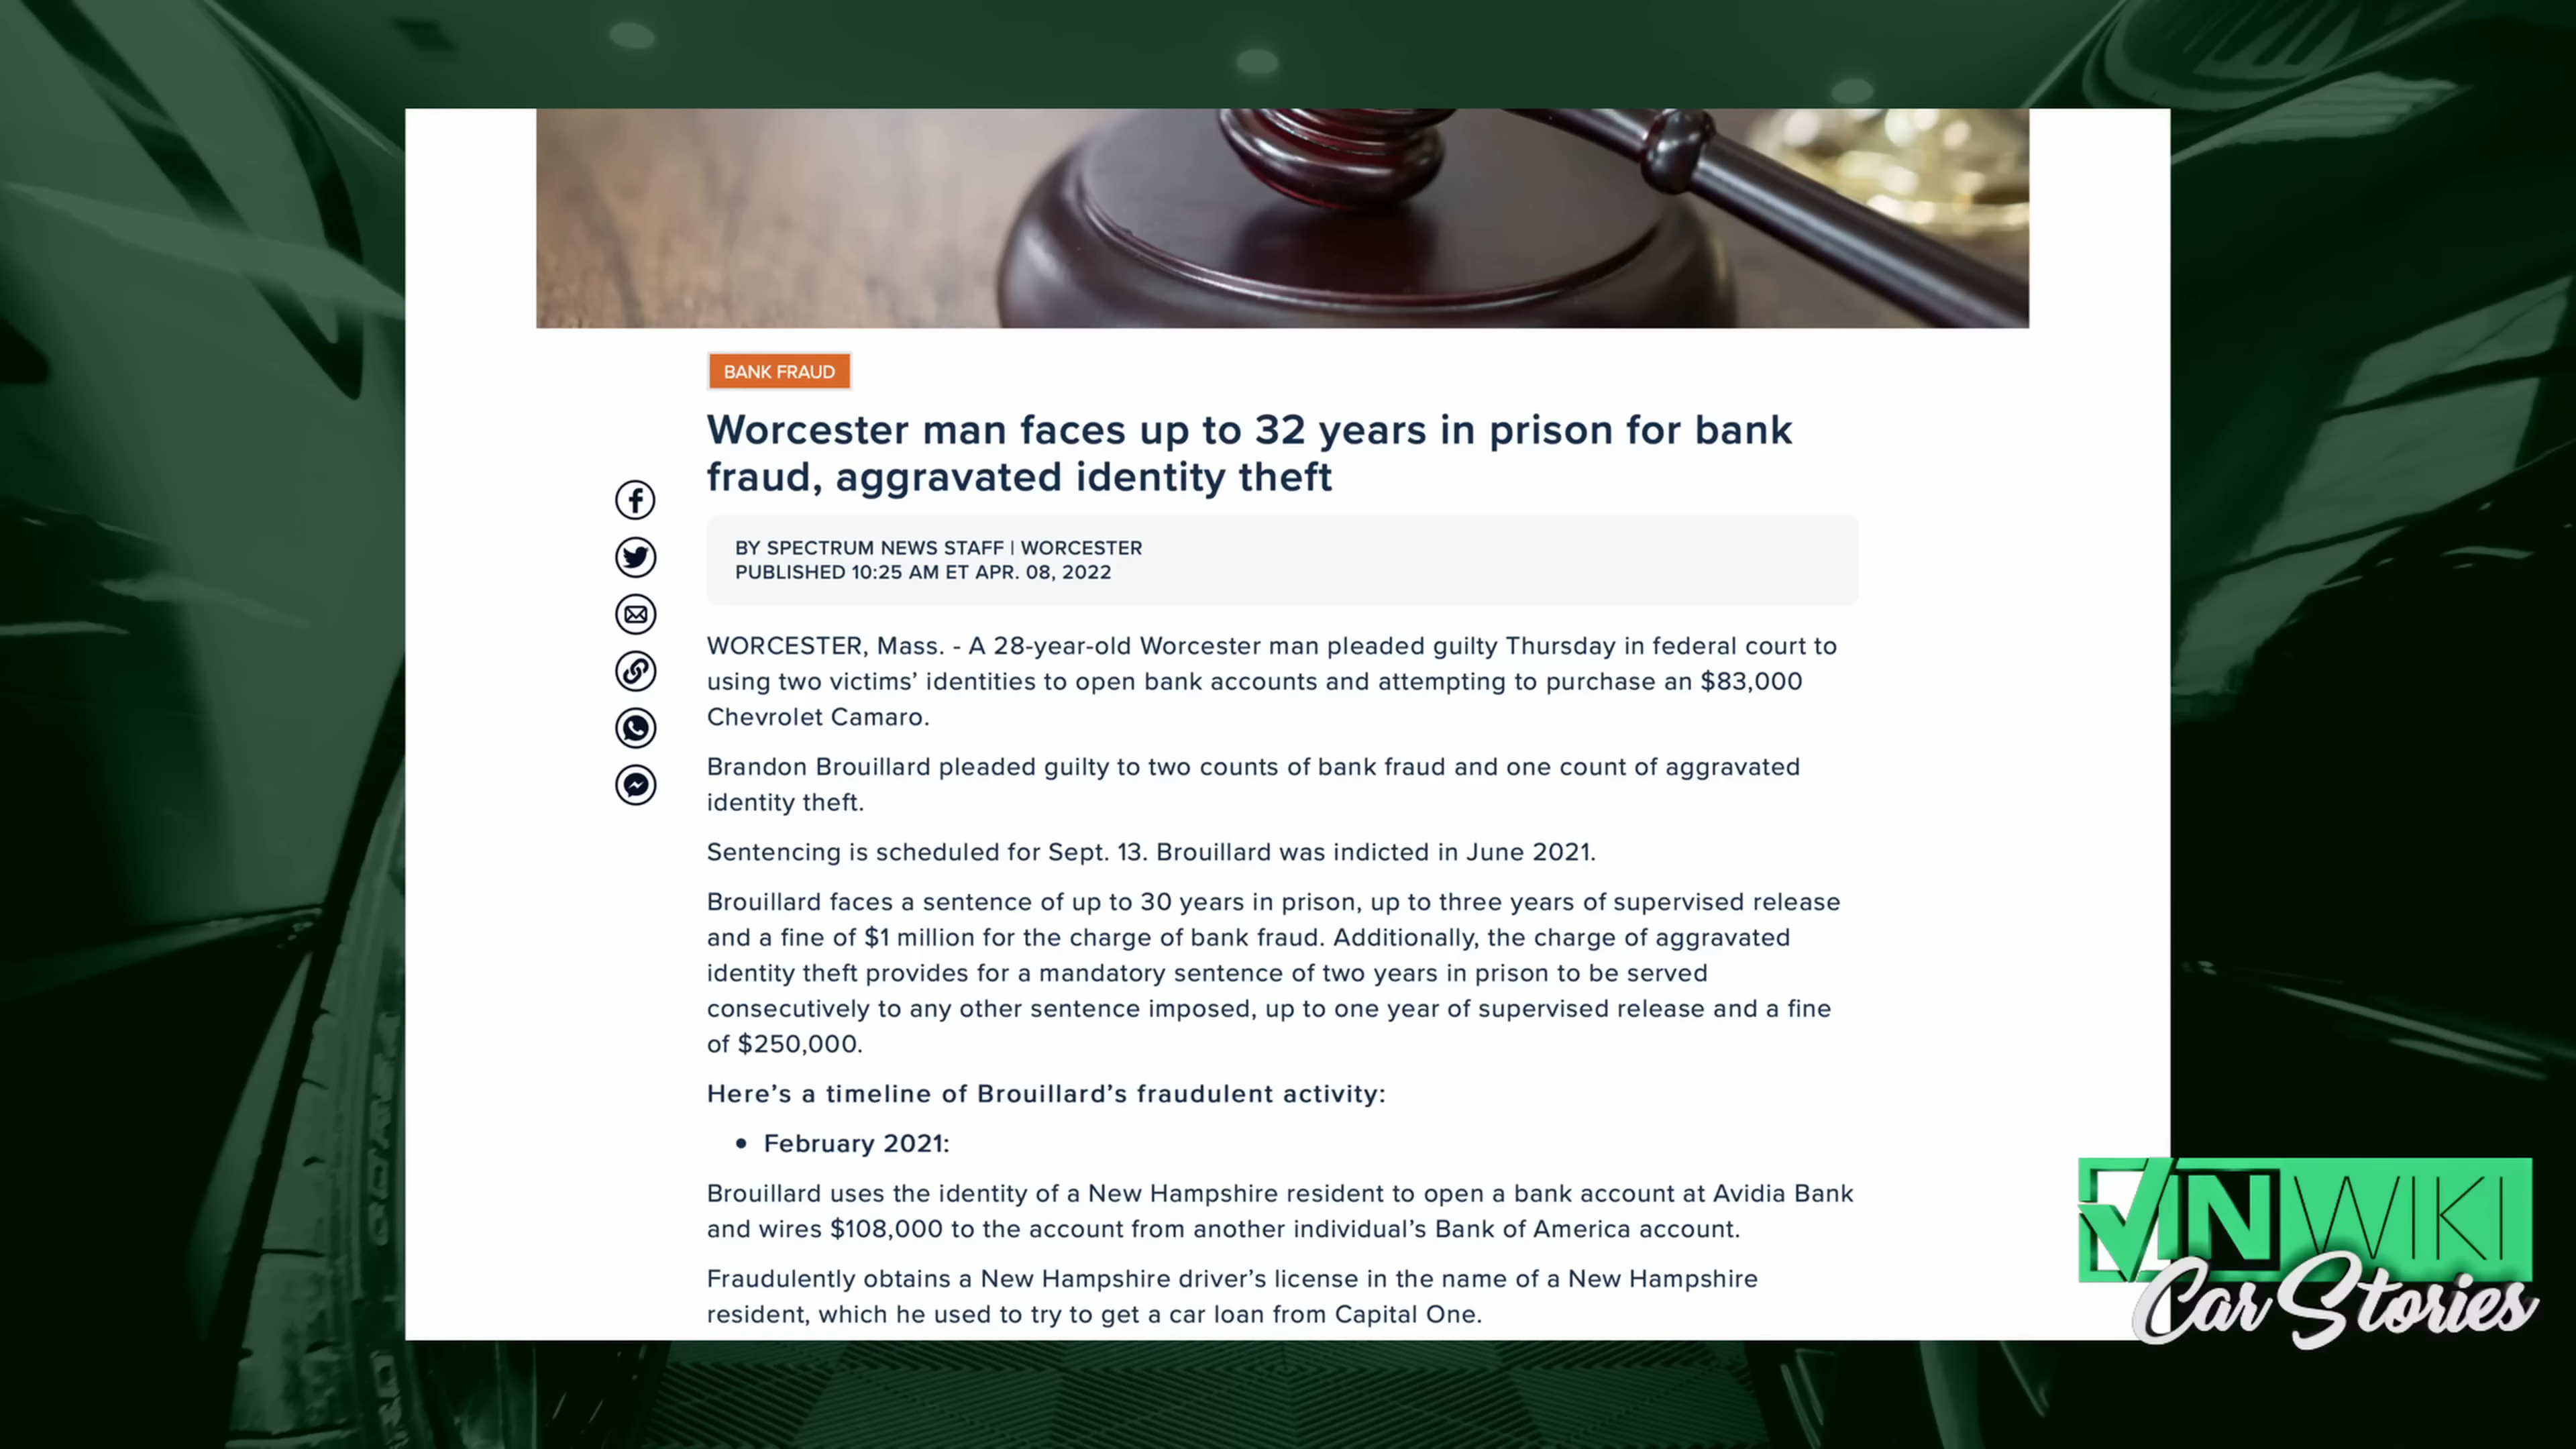 BANK FRAUD
Worcester man faces up to 32 years in prison for bank
fraud, aggravated identity theft
BY SPECTRUM NEWS STAFF | WORCESTER
PUBLISHED 10:25 AM ET APR. 08, 2022
WORCESTER, Mass. - A 28-year-old Worcester man pleaded guilty Thursday in federal court to
using two victims’ identities to open bank accounts and attempting to purchase an $83,000
Chevrolet Camaro.
Brandon Brouillard pleaded guilty to two counts of bank fraud and one count of aggravated
identity theft.
Sentencing is scheduled for Sept. 13. Brouillard was indicted in June 2021.
Brouillard faces a sentence of up to 30 years in prison, up to three years of supervised release
and a fine of $1 million for the charge of bank fraud. Additionally, the charge of aggravated
identity theft provides for a mandatory sentence of two years in prison to be served
consecutively to any other sentence imposed, up to one year of supervised release and a fine
of $250,000.
Here’s a timeline of Brouillard’s fraudulent activity:
• February 2021:
Brouillard uses the identity of a New Hampshire resident to open a bank account at Avidia Bank
and wires $108,000 to the account from another individual’s Bank of America account.
Fraudulently obtains a New Hampshire driver’s license in the name of a New Hampshire
resident, which he used to try to get a car loan from Capital One.
VINWIKI
Car Stories